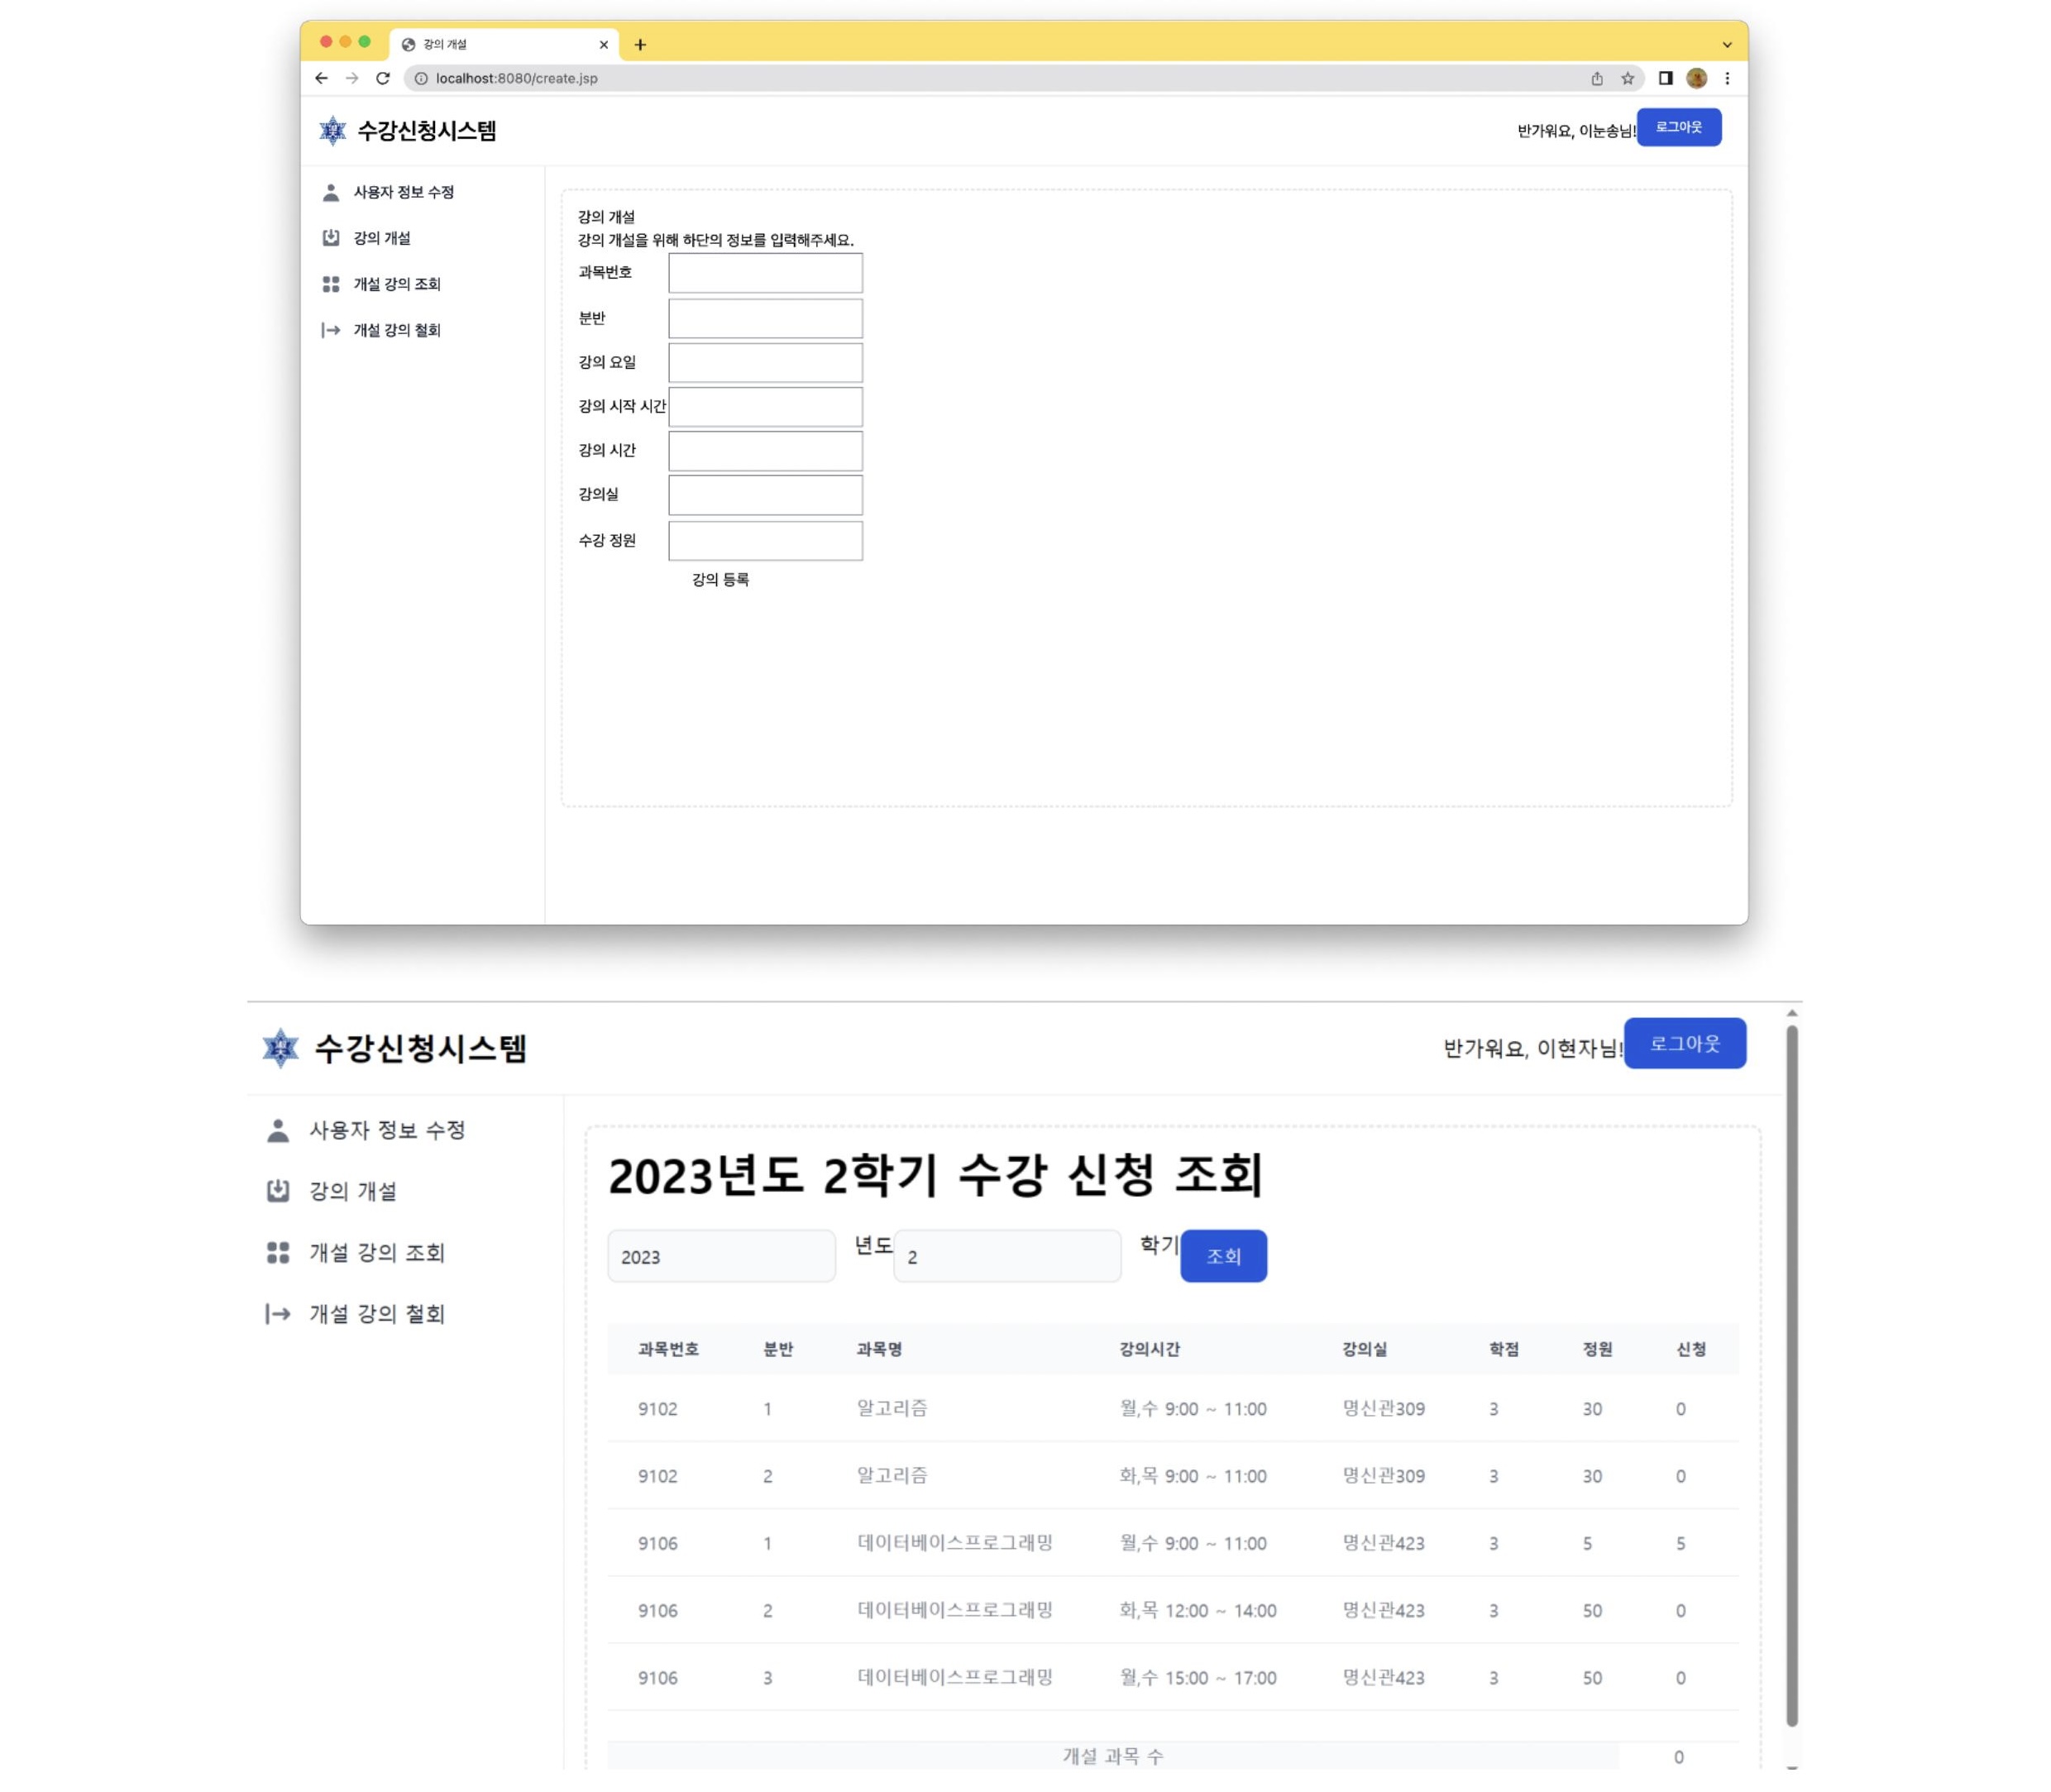 강의 개설
localhost:8080/create.jsp
수강신청시스템
반가워요, 이눈송님!
로그아웃
사용자 정보 수정
강의 개설
개설 강의 조회
개설 강의 철회
강의 개설
강의 개설을 위해 하단의 정보를 입력해주세요.
과목번호
분반
강의 요일
강의 시작 시간
강의 시간
강의실
수강 정원
강의 등록
수강신청시스템
반가워요, 이현자님!
로그아웃
사용자 정보 수정
강의 개설
개설 강의 조회
개설 강의 철회
2023년도 2학기 수강 신청 조회
2023 년도 2 학기 조회
과목번호 분반 과목명 강의시간 강의실 학점 정원 신청
9102 1 알고리즘 월,수 9:00 ~ 11:00 명신관309 3 30 0
9102 2 알고리즘 화,목 9:00 ~ 11:00 명신관309 3 30 0
9106 1 데이터베이스프로그래밍 월,수 9:00 ~ 11:00 명신관423 3 5 5
9106 2 데이터베이스프로그래밍 화,목 12:00 ~ 14:00 명신관423 3 50 0
9106 3 데이터베이스프로그래밍 월,수 15:00 ~ 17:00 명신관423 3 50 0
개설 과목 수 0